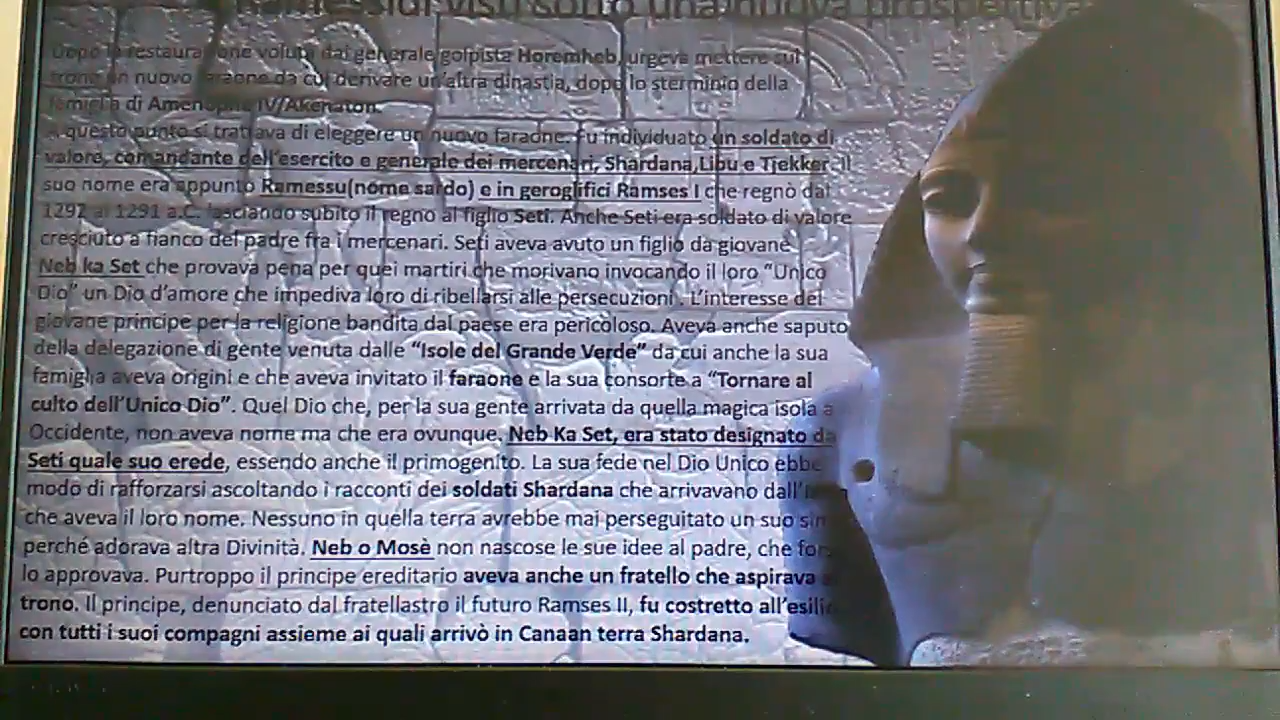 Ramessidi visti sotto una nuova prospettiva
Dopo la restaurazione voluta dal generale golpista Horemheb, urgeva mettere sul
trono un nuovo faraone da cui derivare un'altra dinastia, dopo lo sterminio della
famiglia di Amenophe IV/Akenaton.
A questo punto si trattava di eleggere un nuovo faraone. Fu individuato un soldato di
valore, comandante dell'esercito e generale dei mercenari, Shardana,Libu e Tjekker, il
suo nome era appunto Ramessu(nome sardo) e in geroglifici Ramses I che regnò dal
1292 al 1291 a.C. lasciando subito il regno al figlio Seti. Anche Seti era soldato di valore
cresciuto a fianco del padre fra i mercenari. Seti aveva avuto un figlio da giovane
Neb ka Set che provava pena per quei martiri che morivano invocando il loro "Unico
Dio" un Dio d'amore che impediva loro di ribellarsi alle persecuzioni . L'interesse del
giovane principe per la religione bandita dal paese era pericoloso. Aveva anche saputo
della delegazione di gente venuta dalle "Isole del Grande Verde" da cui anche la sua
famiglia aveva origini e che aveva invitato il faraone e la sua consorte a "Tornare al
culto dell'Unico Dio". Quel Dio che, per la sua gente arrivata da quella magica isola a
Occidente, non aveva nome ma che era ovunque. Neb Ka Set, era stato designato da
Seti quale suo erede, essendo anche il primogenito. La sua fede nel Dio Unico ebbe
modo di rafforzarsi ascoltando i racconti dei soldati Shardana che arrivavano
che aveva il loro nome. Nessuno in quella terra avrebbe mai perseguitato un suo
perché adorava altra Divinità. Neb o Mosè non nascose le sue idee al padre, che
lo approvava. Purtroppo il principe ereditario aveva anche un fratello che aspirava
trono. Il principe, denunciato dal fratellastro il futuro Ramses II, fu costretto all'esilio
con tutti i suoi compagni assieme ai quali arrivò in Canaan terra Shardana.